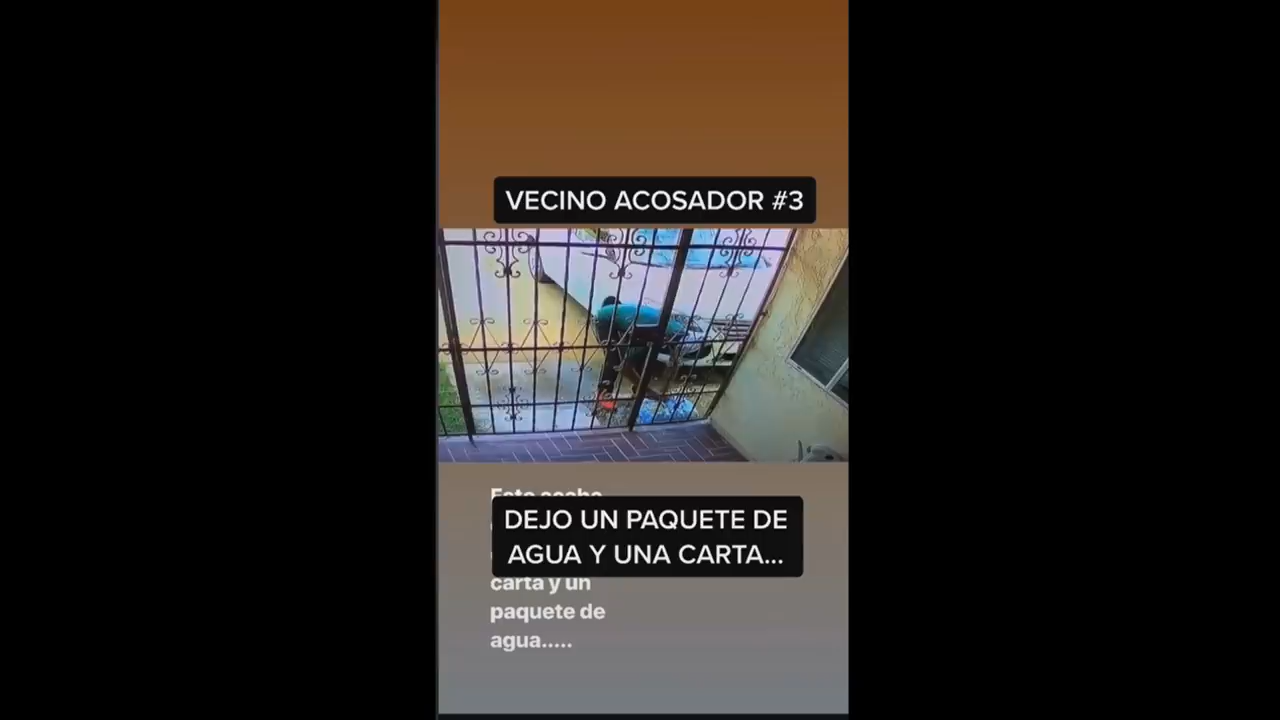 VECINO ACOSADOR #3
DEJO UN PAQUETE DE
AGUA Y UNA CARTA...
carta y un
paquete de
agua.....